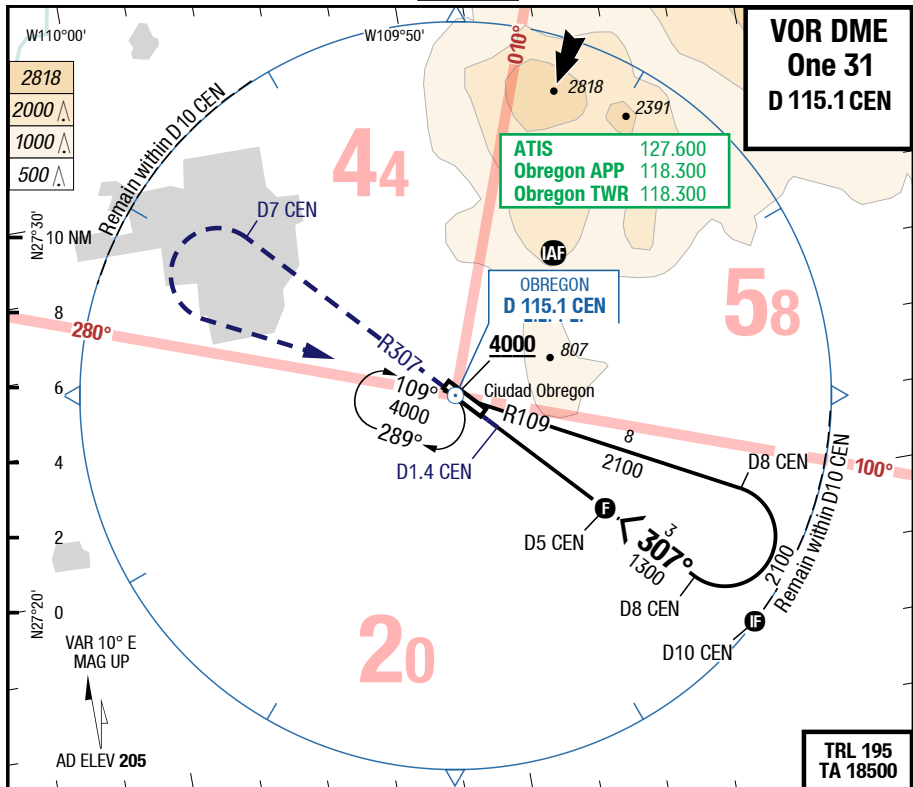 W110°00'
W109°50'
010°
VOR DME
One 31
D 115.1 CEN
2818
2000
1000
500
Remain within D10 CEN
44
2818
2391
ATIS 127.600
Obregon APP 118.300
Obregon TWR 118.300
D7 CEN
N27°30'
10 NM
IAF
OBREGON
D 115.1 CEN
58
8
280°
R307
4000
807
6
109°
4000
289°
Ciudad Obregon
R109
8
2100
D8 CEN
100°
4
D1.4 CEN
F
D5 CEN
3
307°
1300
2100
Remain within D10 CEN
2
D8 CEN
N27°20'
0
20
IF
D10 CEN
VAR 10° E
MAG UP
AD ELEV 205
TRL 195
TA 18500